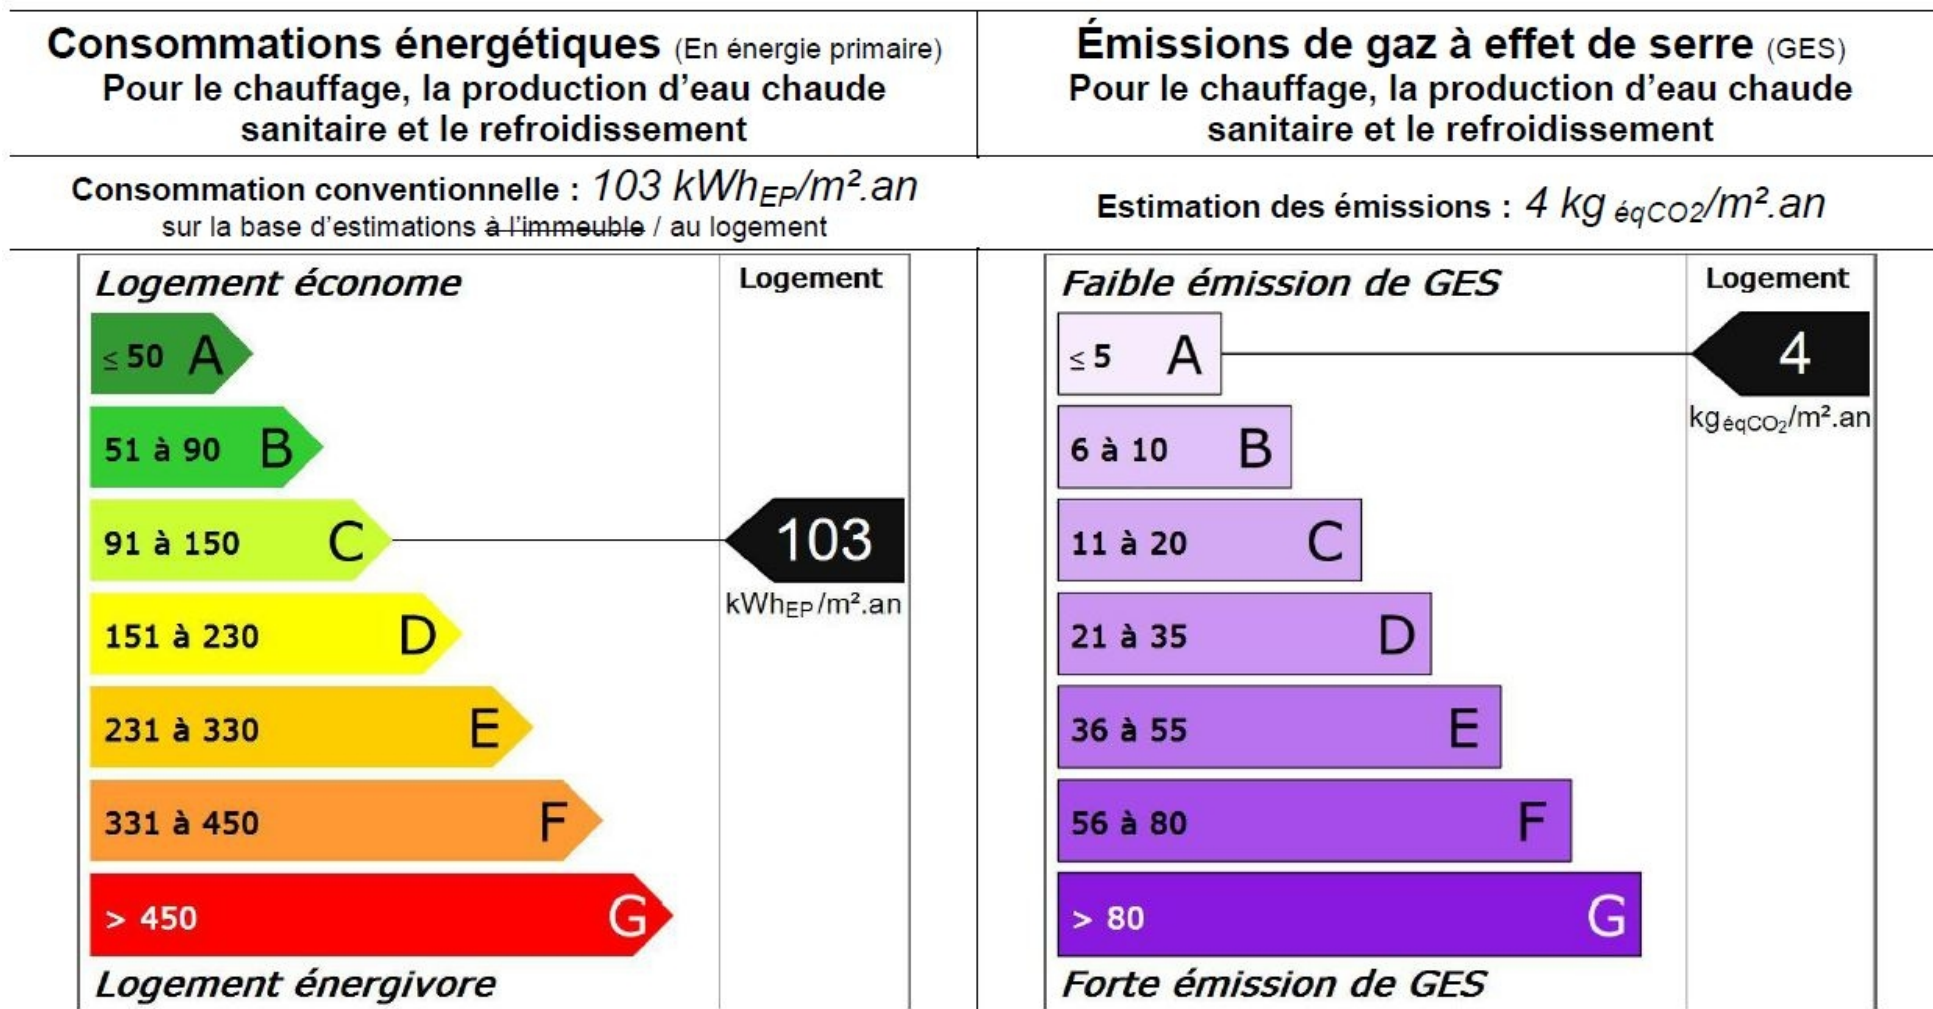 Consommations énergétiques (En énergie primaire)
Pour le chauffage, la production d'eau chaude
sanitaire et le refroidissement
Consommation conventionnelle : 103 kWhEP/m².an
sur la base d'estimations à l'immeuble / au logement
Logement économe
Logement
≤ 50 A
51 à 90 B
91 à 150 C
103
kWhEP/m².an
151 à 230 D
231 à 330 E
331 à 450 F
> 450 G
Logement énergivore
Émissions de gaz à effet de serre (GES)
Pour le chauffage, la production d'eau chaude
sanitaire et le refroidissement
Estimation des émissions : 4 kg éqCO2/m².an
Faible émission de GES
Logement
≤ 5 A
4
kgéqCO2/m².an
6 à 10 B
11 à 20 C
21 à 35 D
36 à 55 E
56 à 80 F
> 80 G
Forte émission de GES